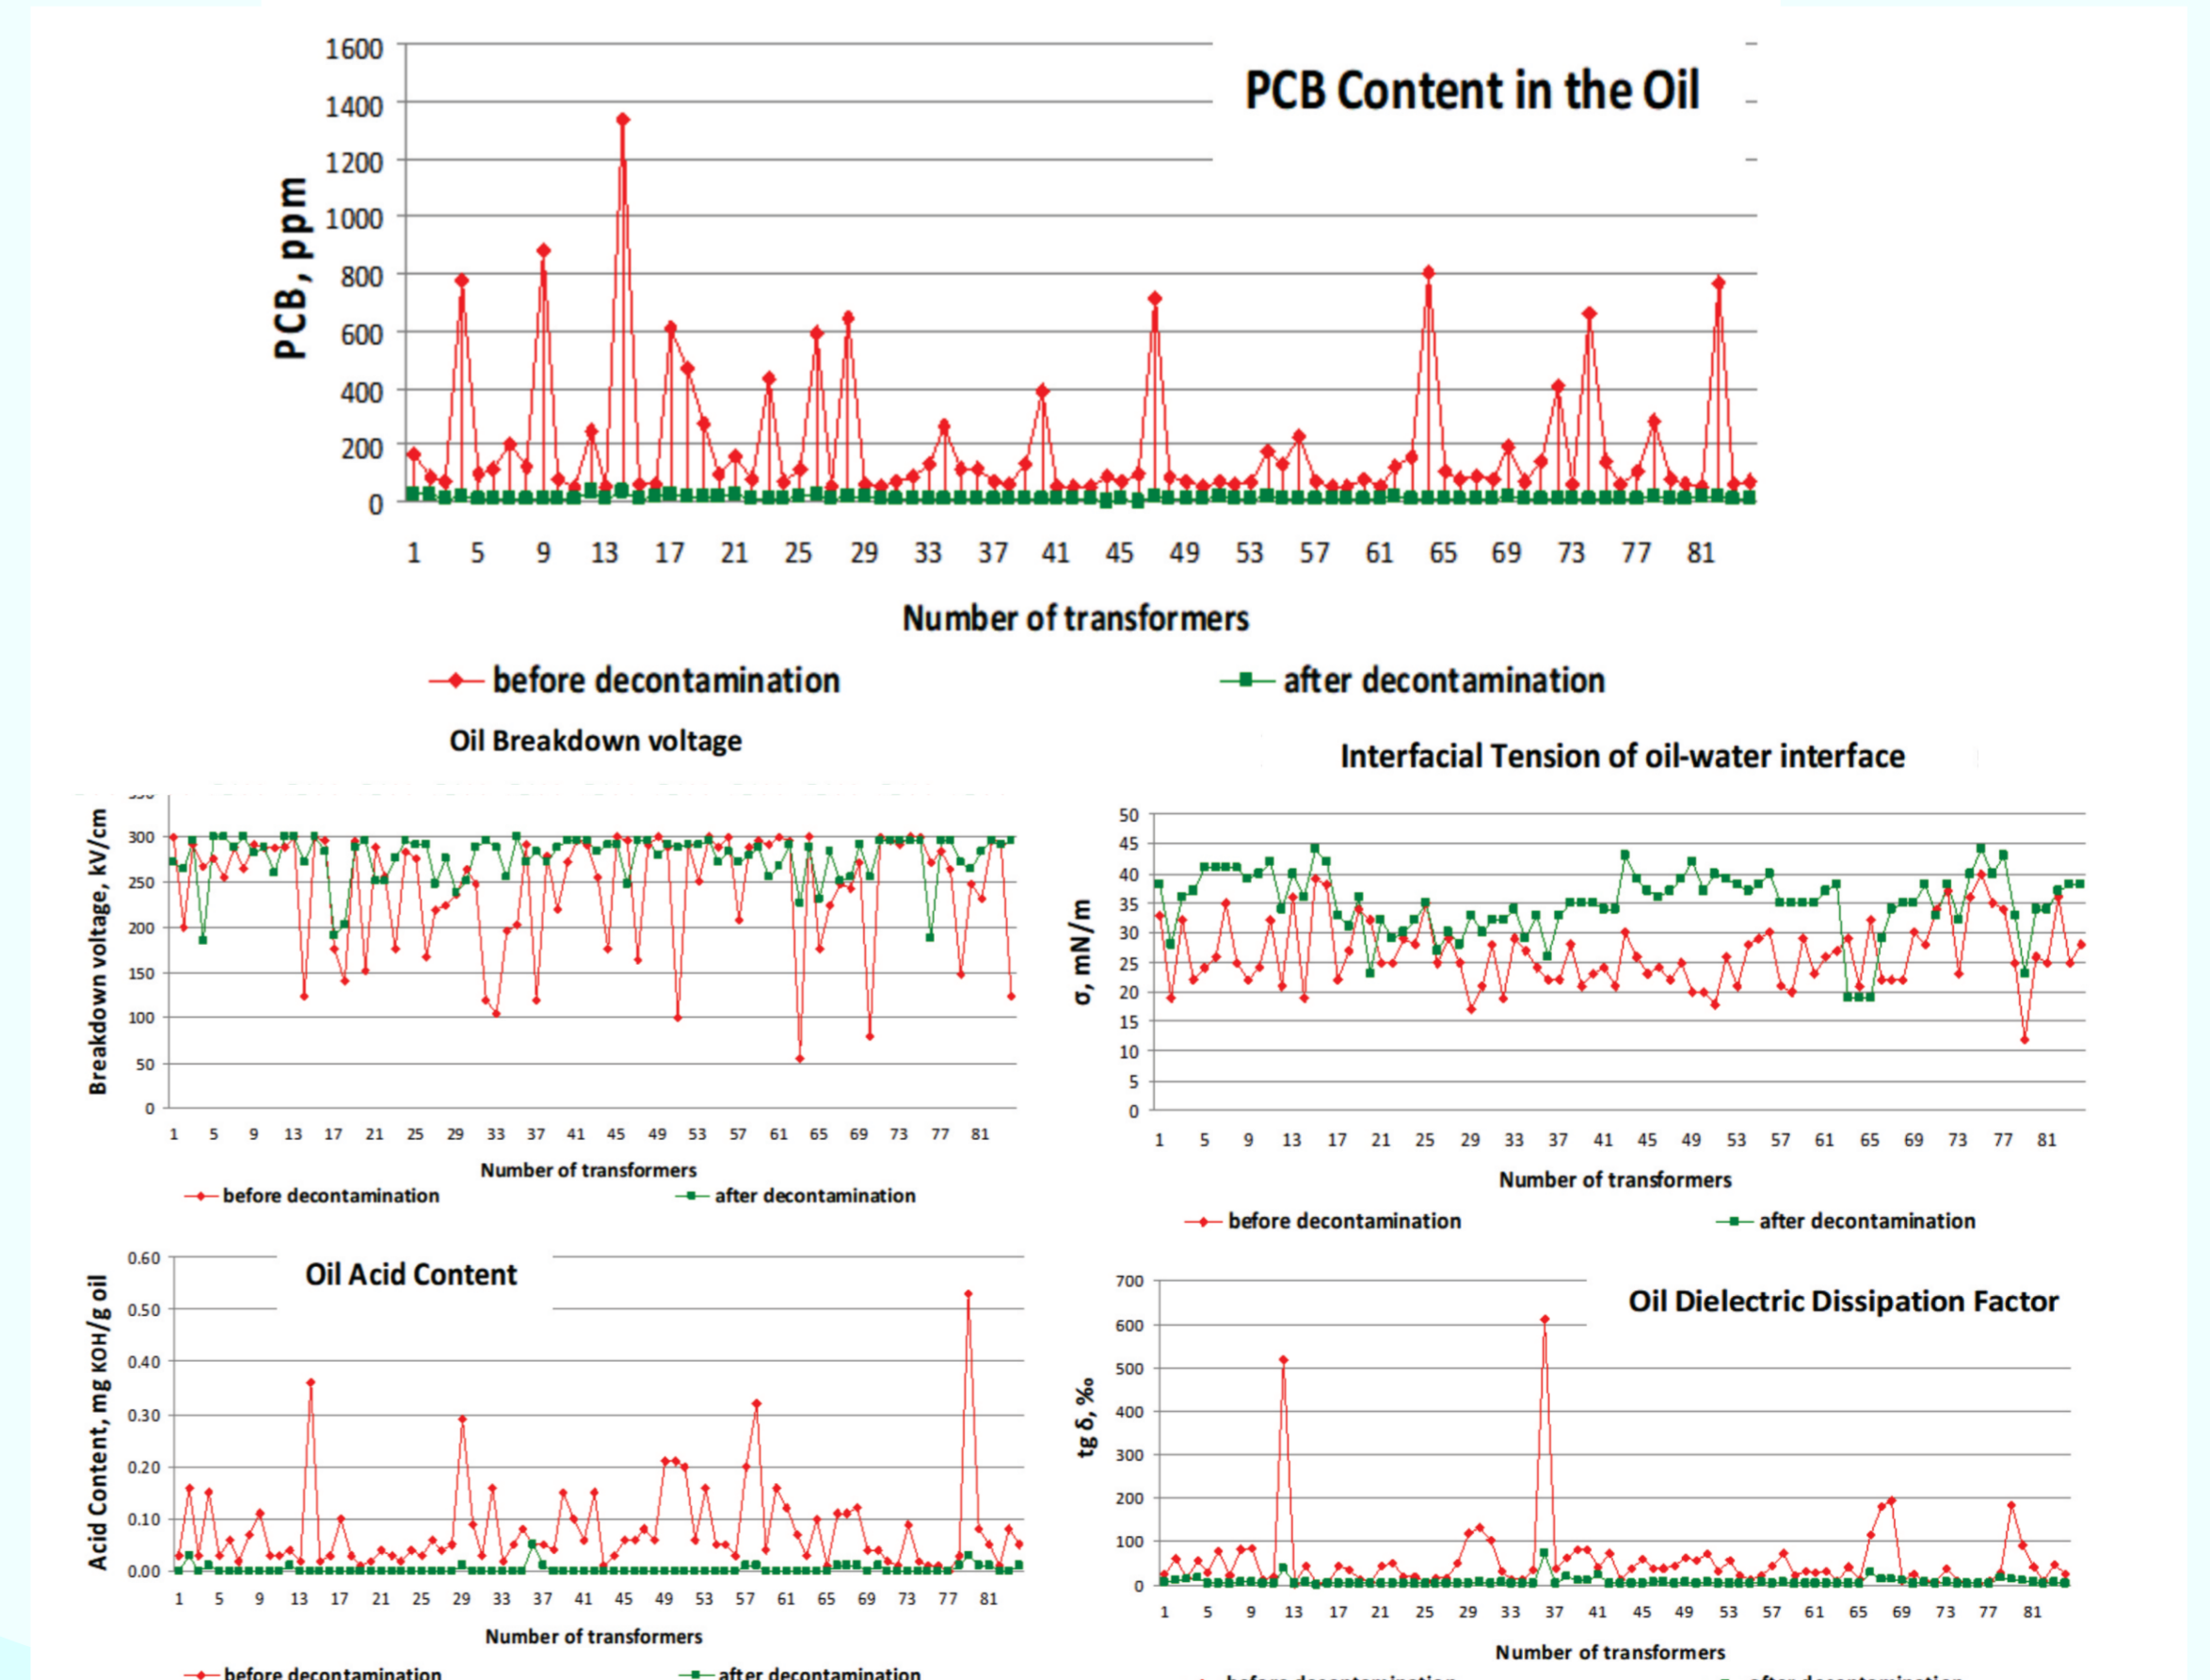 PCB Content in the Oil
1600
1400
1200
1000
800
600
400
200
0
PCB, ppm
1 5 9 13 17 21 25 29 33 37 41 45 49 53 57 61 65 69 73 77 81
Number of transformers
before decontamination after decontamination
Oil Breakdown voltage
300
250
200
150
100
50
0
Breakdown voltage, kV/cm
1 5 9 13 17 21 25 29 33 37 41 45 49 53 57 61 65 69 73 77 81
Number of transformers
before decontamination after decontamination
Interfacial Tension of oil-water interface
50
45
40
35
30
25
20
15
10
5
0
σ, mN/m
1 5 9 13 17 21 25 29 33 37 41 45 49 53 57 61 65 69 73 77 81
Number of transformers
before decontamination after decontamination
Oil Acid Content
0.60
0.50
0.40
0.30
0.20
0.10
0.00
Acid Content, mg KOH/g oil
1 5 9 13 17 21 25 29 33 37 41 45 49 53 57 61 65 69 73 77 81
Number of transformers
before decontamination after decontamination
Oil Dielectric Dissipation Factor
700
600
500
400
300
200
100
0
tg δ, ‰
1 5 9 13 17 21 25 29 33 37 41 45 49 53 57 61 65 69 73 77 81
Number of transformers